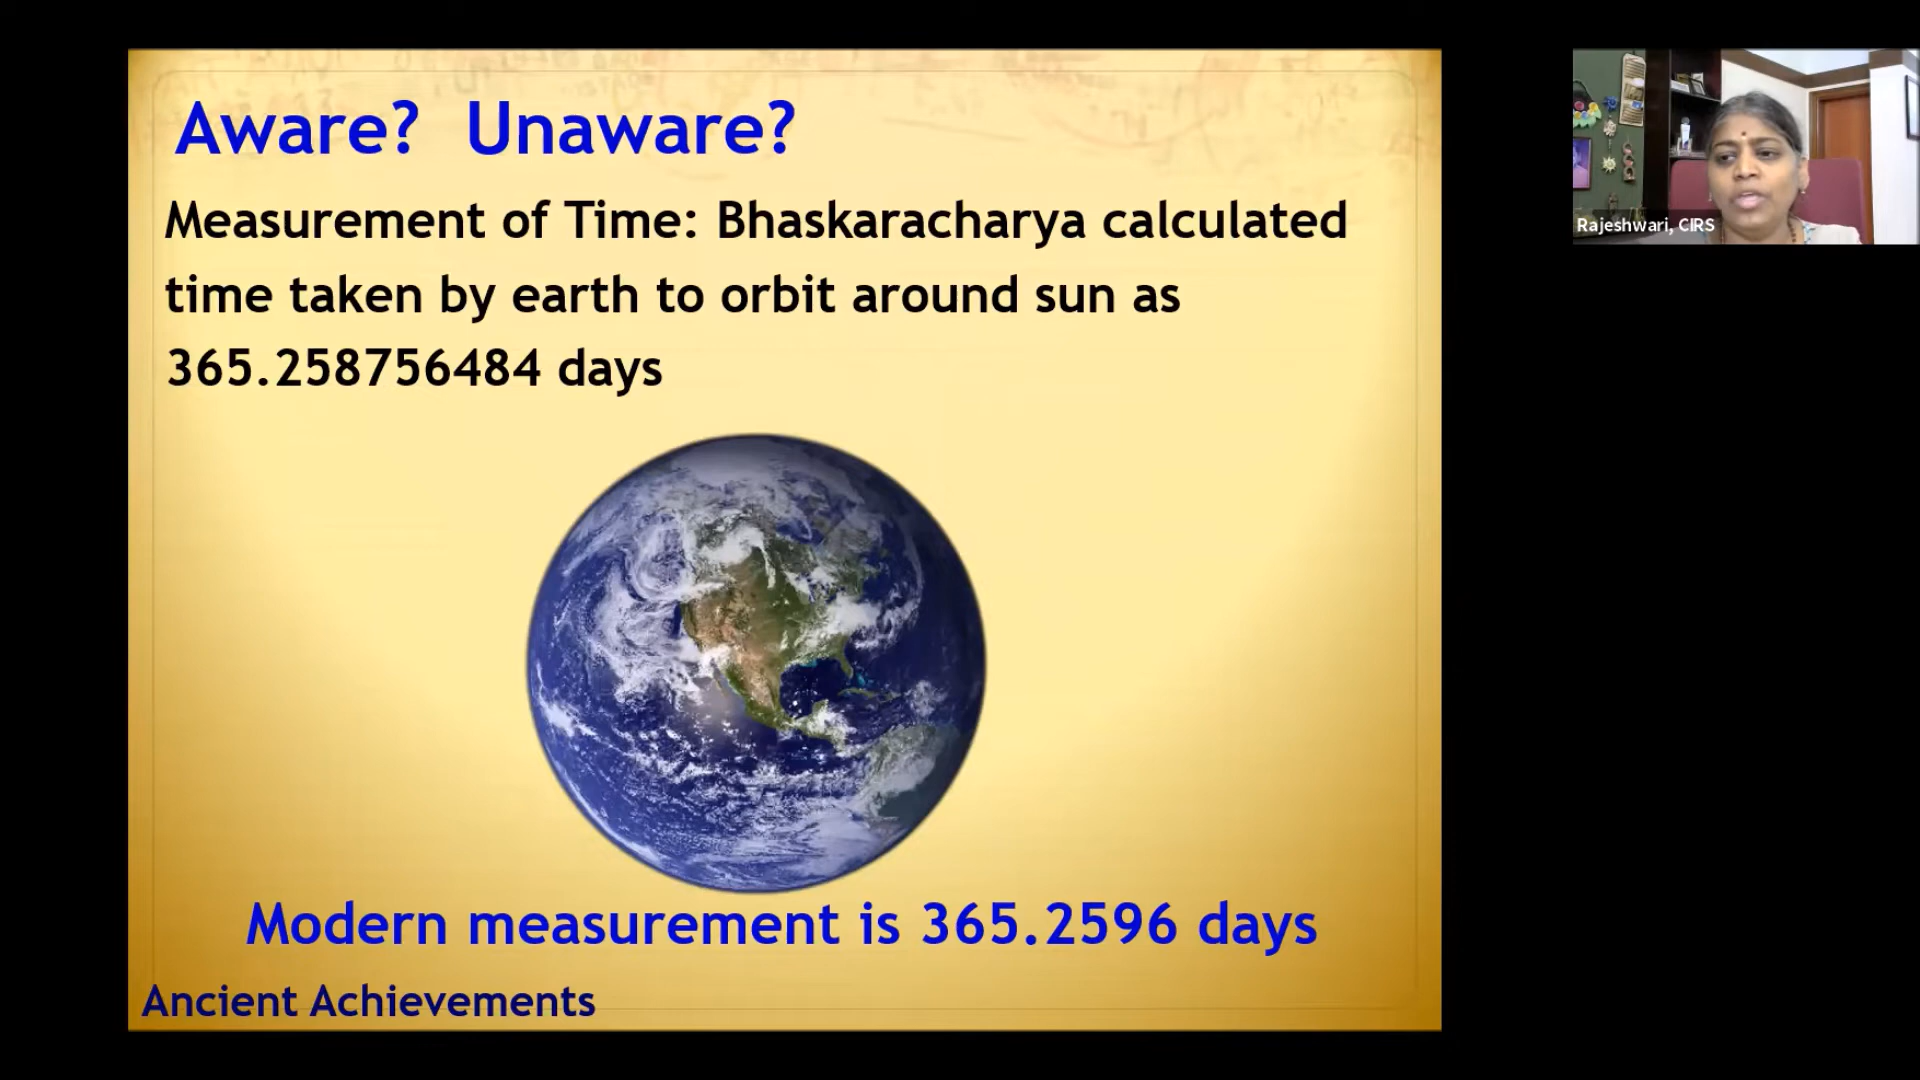 Aware? Unaware?
Measurement of Time: Bhaskaracharya calculated
time taken by earth to orbit around sun as
365.258756484 days
Modern measurement is 365.2596 days
Ancient Achievements
Rajeshwari, CIRS